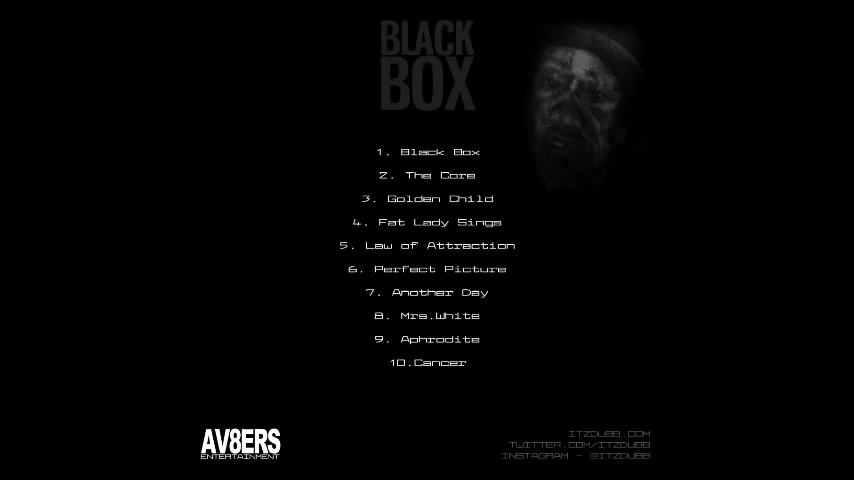 BLACK
BOX
1. Black Box
2. The Core
3. Golden Child
4. Fat Lady Sings
5. Law of Attraction
6. Perfect Picture
7. Another Day
8. Mrs.White
9. Aphrodite
10.Cancer
AV8ERS
ENTERTAINMENT
ITZDUBB.COM
TWITTER.COM/ITZDUBB
INSTAGRAM - @ITZDUBB